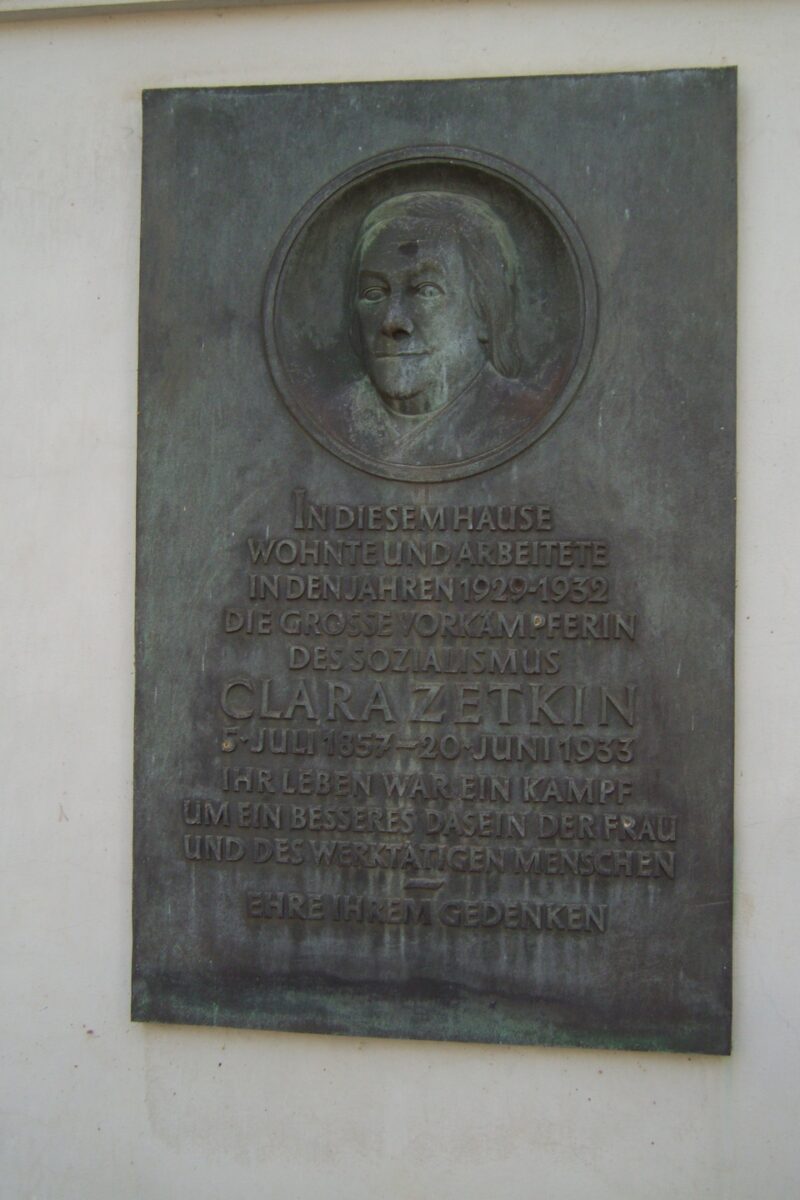 IN DIESEM HAUSE
WOHNTE UND ARBEITETE
IN DEN JAHREN 1929-1932
DIE GROSSE VORKÄMPFERIN
DES SOZIALISMUS
CLARA ZETKIN
5·JULI 1857–20·JUNI 1933
IHR LEBEN WAR EIN KAMPF
UM EIN BESSERES DASEIN DER FRAU
UND DES WERKTÄTIGEN MENSCHEN
–
EHRE IHREM GEDENKEN